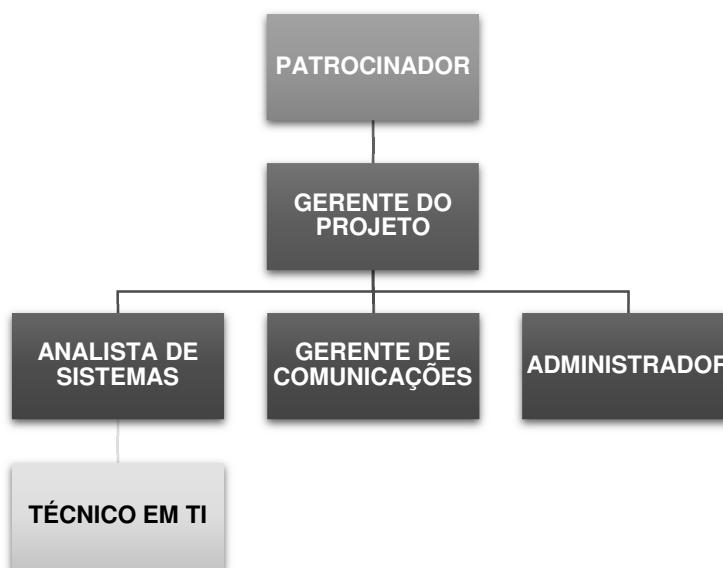 PATROCINADOR
GERENTE DO
PROJETO
ANALISTA DE
SISTEMAS
GERENTE DE
COMUNICAÇÕES
ADMINISTRADOR
TÉCNICO EM TI